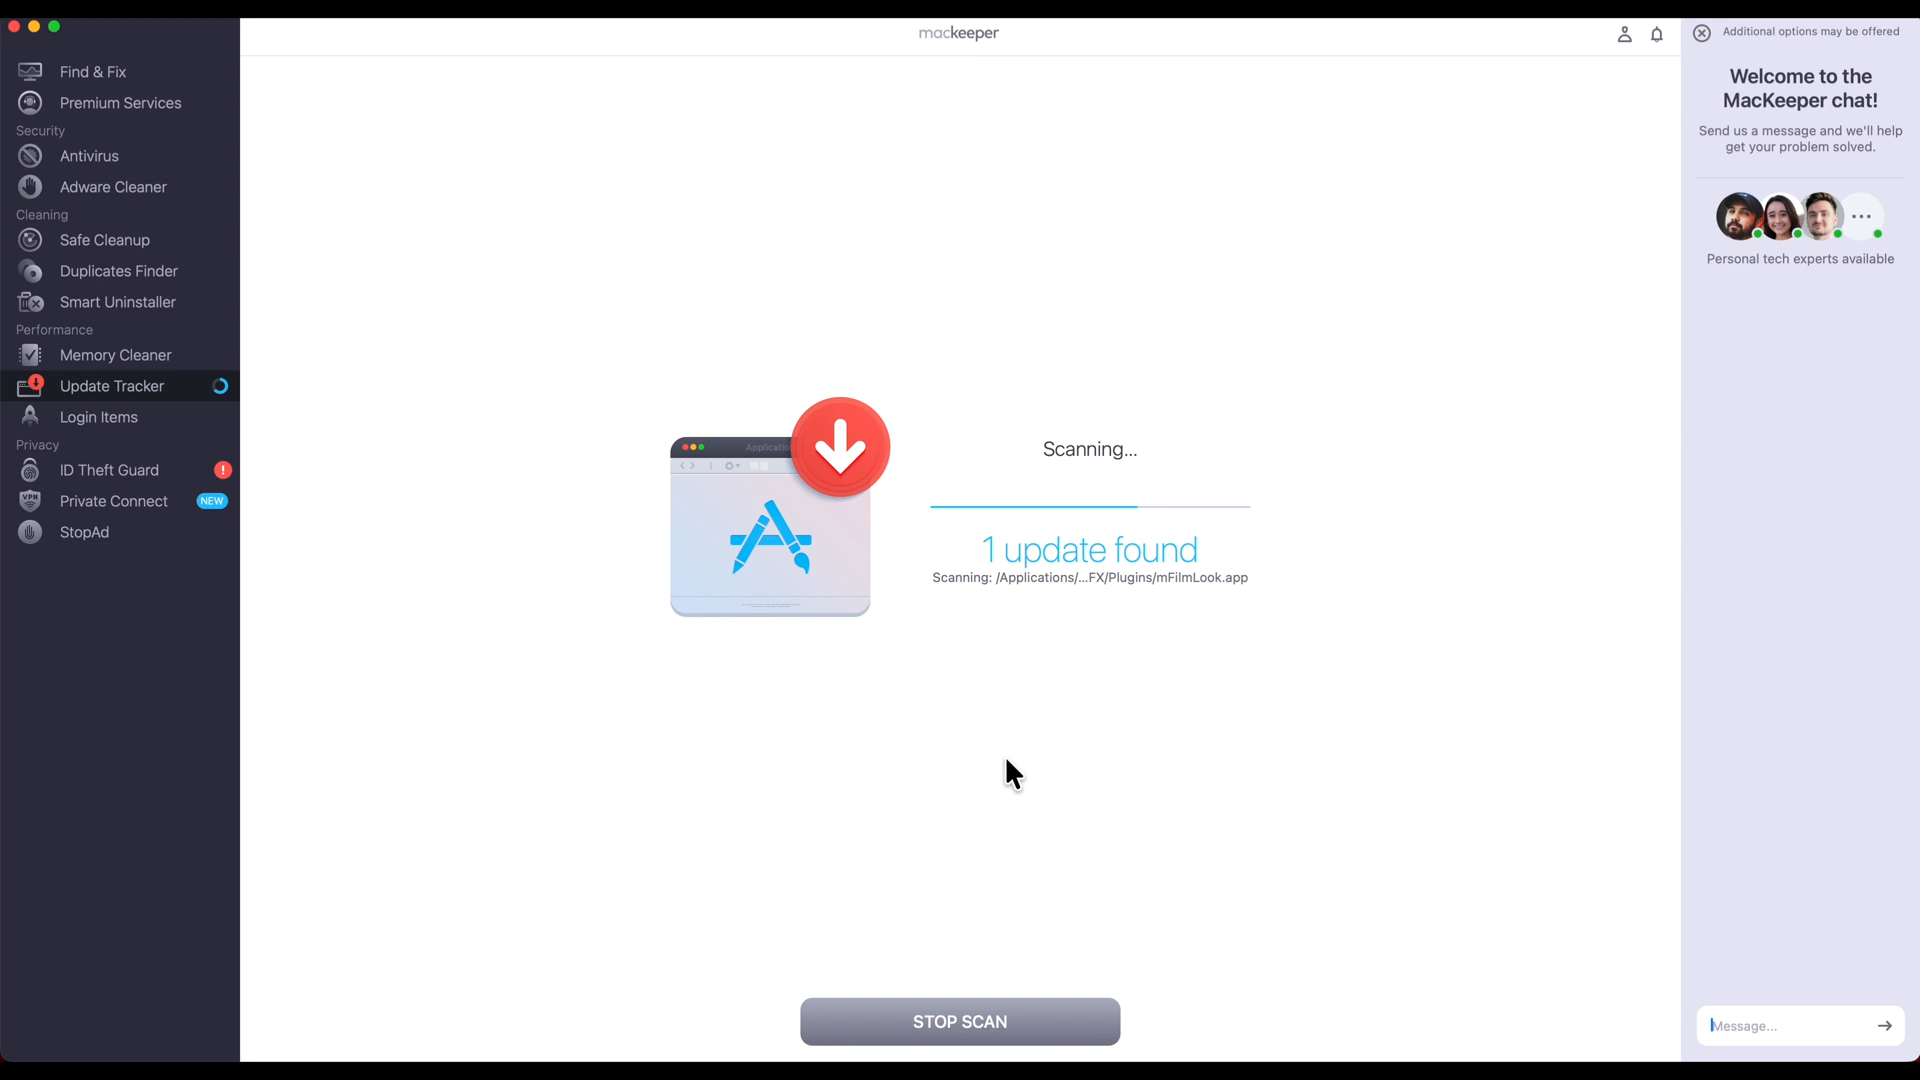 mackeeper
Find & Fix
Premium Services
Security
Antivirus
Adware Cleaner
Cleaning
Safe Cleanup
Duplicates Finder
Smart Uninstaller
Performance
Memory Cleaner
Update Tracker
Login Items
Privacy
ID Theft Guard
VPN
Private Connect NEW
StopAd
Scanning...
1 update found
Scanning: /Applications/...FX/Plugins/mFilmLook.app
STOP SCAN
Additional options may be offered
Welcome to the
MacKeeper chat!
Send us a message and we'll help
get your problem solved.
Personal tech experts available
Message...